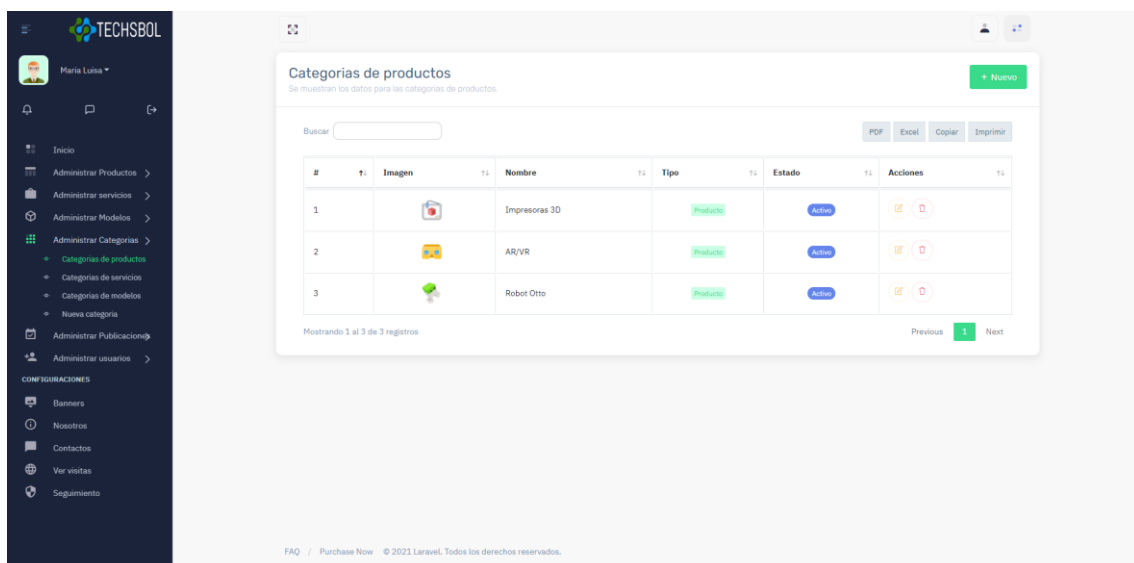 TECHSBOL
Maria Luisa
Inicio
Administrar Productos
Administrar servicios
Administrar Modelos
Administrar Categorias
Categorias de productos
Categorias de servicios
Categorias de modelos
Nueva categoria
Administrar Publicaciones
Administrar usuarios
CONFIGURACIONES
Banners
Nosotros
Contactos
Ver visitas
Seguimiento
Categorias de productos
+ Nuevo
Se muestran los datos para las categorias de productos.
Buscar
PDF Excel Copiar Imprimir
# Imagen Nombre Tipo Estado Acciones
1 Impresoras 3D Producto Activo
2 AR/VR Producto Activo
3 Robot Otto Producto Activo
Mostrando 1 al 3 de 3 registros
Previous 1 Next
FAQ / Purchase Now © 2021 Laravel. Todos los derechos reservados.